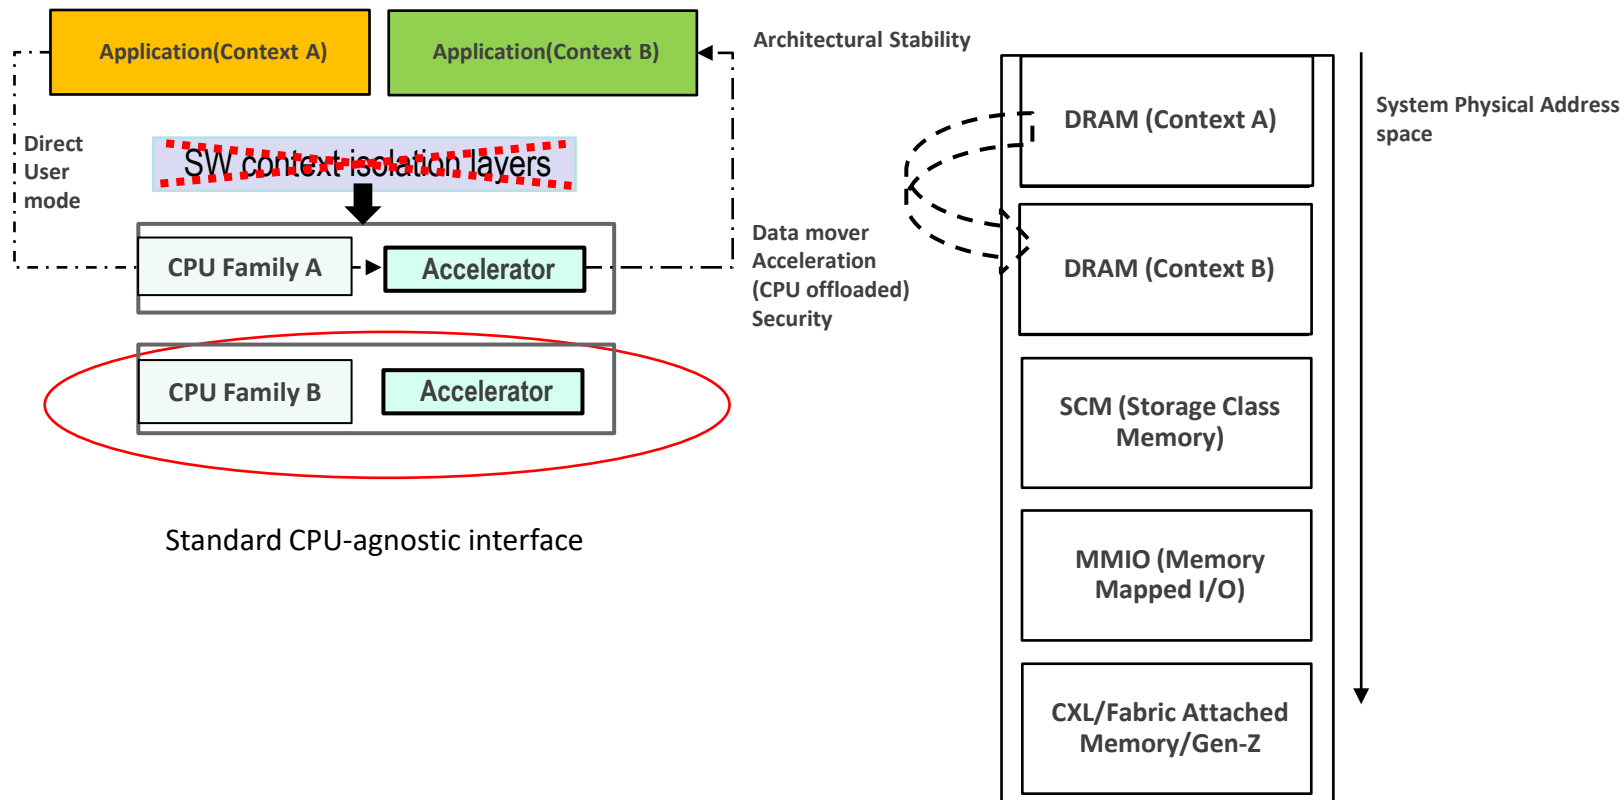 Application(Context A)
Application(Context B)
Architectural Stability
Direct
User
mode
SW context isolation layers
CPU Family A
Accelerator
Data mover
Acceleration
(CPU offloaded)
Security
CPU Family B
Accelerator
Standard CPU-agnostic interface
DRAM (Context A)
System Physical Address
space
DRAM (Context B)
SCM (Storage Class
Memory)
MMIO (Memory
Mapped I/O)
CXL/Fabric Attached
Memory/Gen-Z